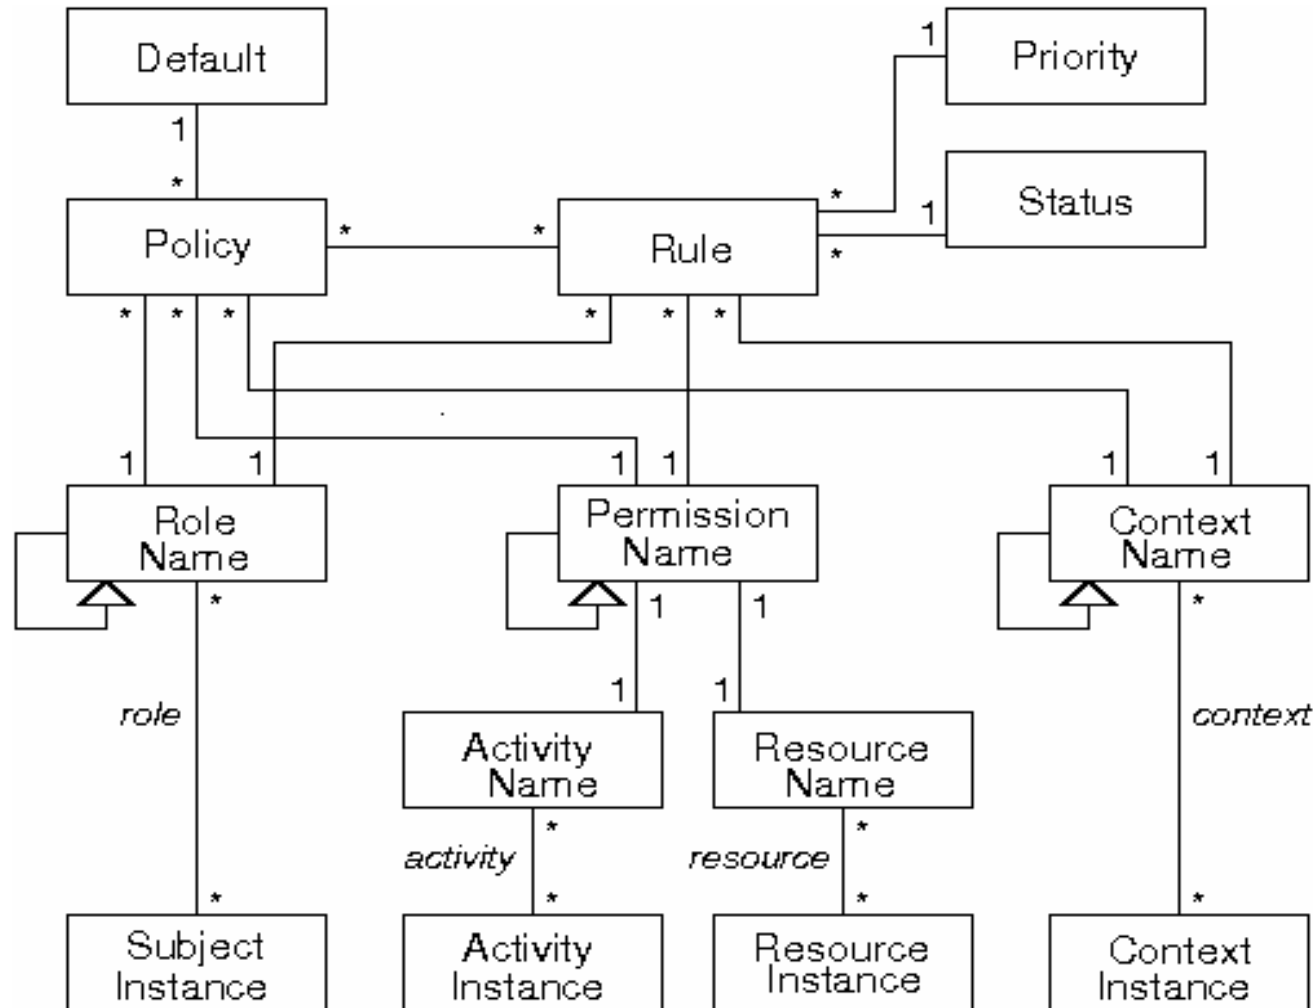 Default
1
Priority
1
*
Status
1
*
*
Policy
*
*
Rule
*
*
*
*
*
*
*
1
1
1
1
1
1
Role
Name
Permission
Name
Context
Name
*
1
1
*
role
1
1
context
Activity
Name
Resource
Name
*
*
activity
resource
*
*
*
*
Subject
Instance
Activity
Instance
Resource
Instance
Context
Instance